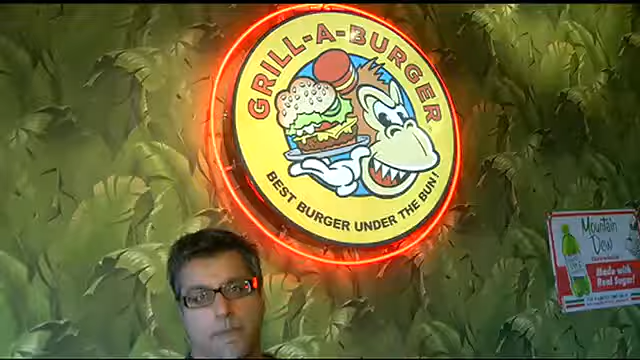 GRILL-A-BURGER
BEST BURGER UNDER THE BUN!
Mountain
Dew
Made with
Real Sugar!